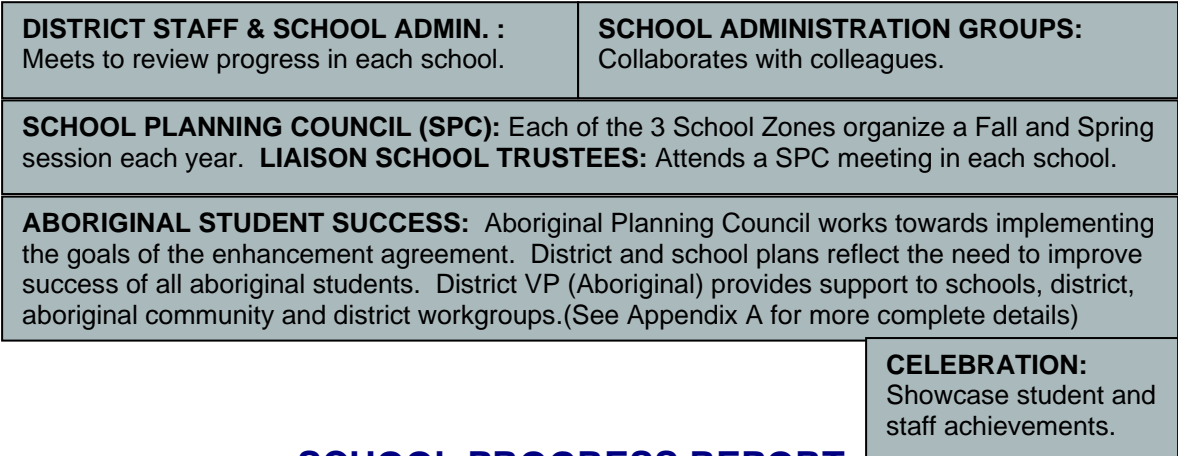 DISTRICT STAFF & SCHOOL ADMIN. :
Meets to review progress in each school.
SCHOOL ADMINISTRATION GROUPS:
Collaborates with colleagues.
SCHOOL PLANNING COUNCIL (SPC): Each of the 3 School Zones organize a Fall and Spring
session each year. LIAISON SCHOOL TRUSTEES: Attends a SPC meeting in each school.
ABORIGINAL STUDENT SUCCESS: Aboriginal Planning Council works towards implementing
the goals of the enhancement agreement. District and school plans reflect the need to improve
success of all aboriginal students. District VP (Aboriginal) provides support to schools, district,
aboriginal community and district workgroups.(See Appendix A for more complete details)
CELEBRATION:
Showcase student and
staff achievements.
SCHOOL PROGRESS REPORT